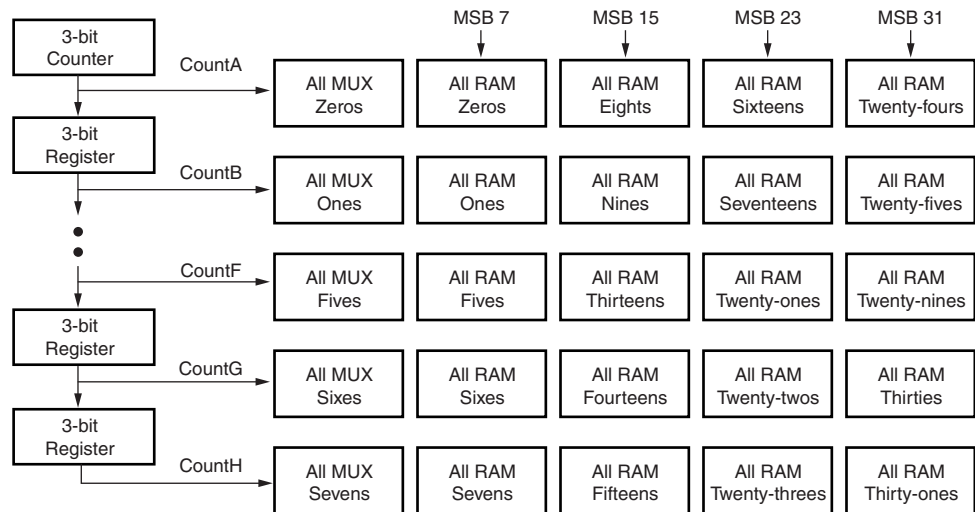 MSB 7 MSB 15 MSB 23 MSB 31
3-bit
Counter
CountA
All MUX
Zeros
All RAM
Zeros
All RAM
Eights
All RAM
Sixteens
All RAM
Twenty-fours
3-bit
Register
CountB
All MUX
Ones
All RAM
Ones
All RAM
Nines
All RAM
Seventeens
All RAM
Twenty-fives
CountF
All MUX
Fives
All RAM
Fives
All RAM
Thirteens
All RAM
Twenty-ones
All RAM
Twenty-nines
3-bit
Register
CountG
All MUX
Sixes
All RAM
Sixes
All RAM
Fourteens
All RAM
Twenty-twos
All RAM
Thirties
3-bit
Register
CountH
All MUX
Sevens
All RAM
Sevens
All RAM
Fifteens
All RAM
Twenty-threes
All RAM
Thirty-ones